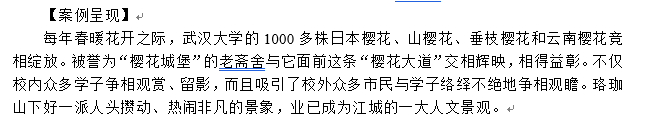 【案例呈现】
每年春暖花开之际，武汉大学的 1000 多株日本樱花、山樱花、垂枝樱花和云南樱花竞
相绽放。被誉为“樱花城堡”的老斋舍与它面前这条“樱花大道”交相辉映，相得益彰。不仅
校内众多学子争相观赏、留影，而且吸引了校外众多市民与学子络绎不绝地争相观瞻。珞珈
山下好一派人头攒动、热闹非凡的景象，业已成为江城的一大人文景观。